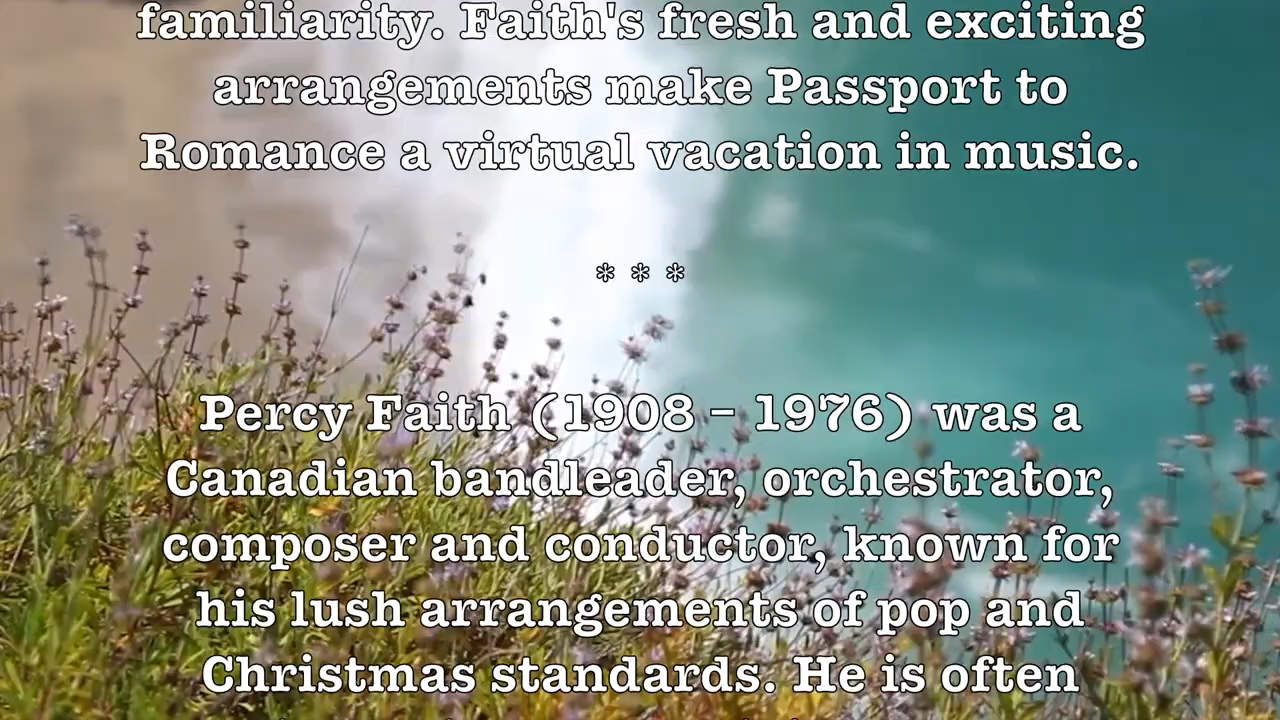 familiarity. Faith's fresh and exciting
arrangements make Passport to
Romance a virtual vacation in music.
* * *
Percy Faith (1908 – 1976) was a
Canadian bandleader, orchestrator,
composer and conductor, known for
his lush arrangements of pop and
Christmas standards. He is often